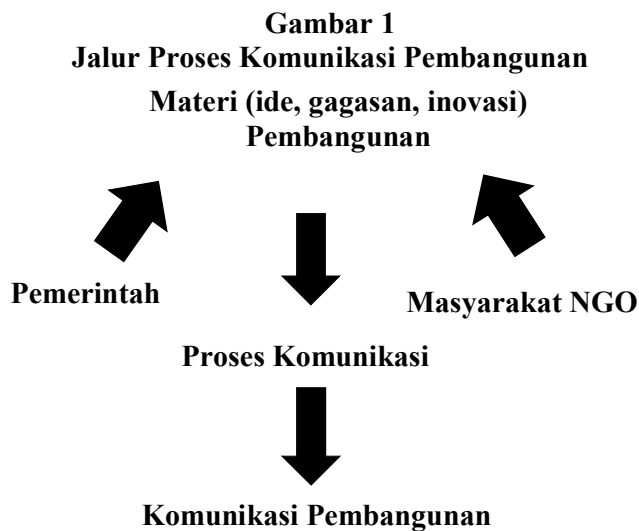 Gambar 1
Jalur Proses Komunikasi Pembangunan
Materi (ide, gagasan, inovasi)
Pembangunan
Pemerintah
Masyarakat NGO
Proses Komunikasi
Komunikasi Pembangunan